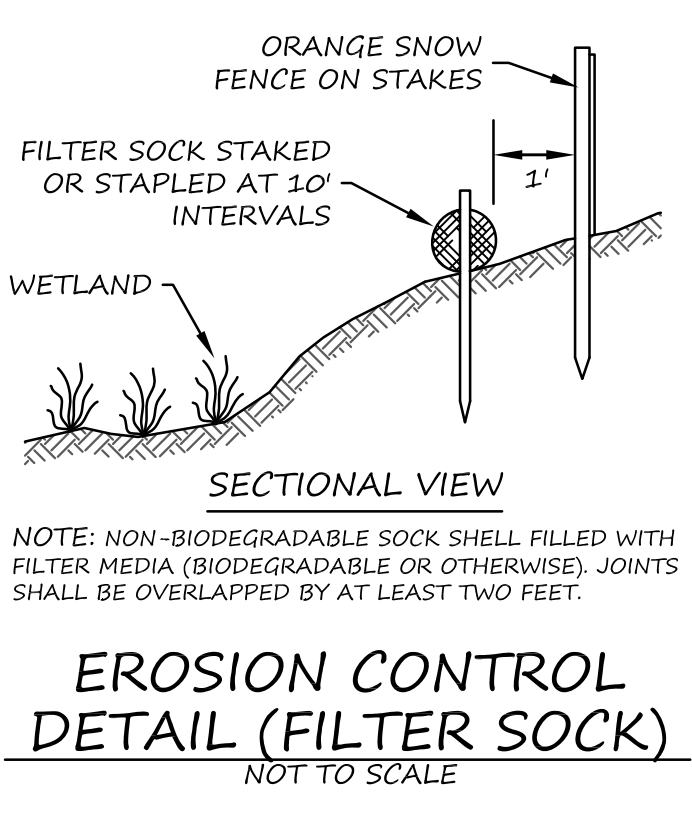 ORANGE SNOW
FENCE ON STAKES
FILTER SOCK STAKED
OR STAPLED AT 10'
INTERVALS
1'
WETLAND
SECTIONAL VIEW
NOTE: NON-BIODEGRADABLE SOCK SHELL FILLED WITH
FILTER MEDIA (BIODEGRADABLE OR OTHERWISE). JOINTS
SHALL BE OVERLAPPED BY AT LEAST TWO FEET.
EROSION CONTROL
DETAIL (FILTER SOCK)
NOT TO SCALE